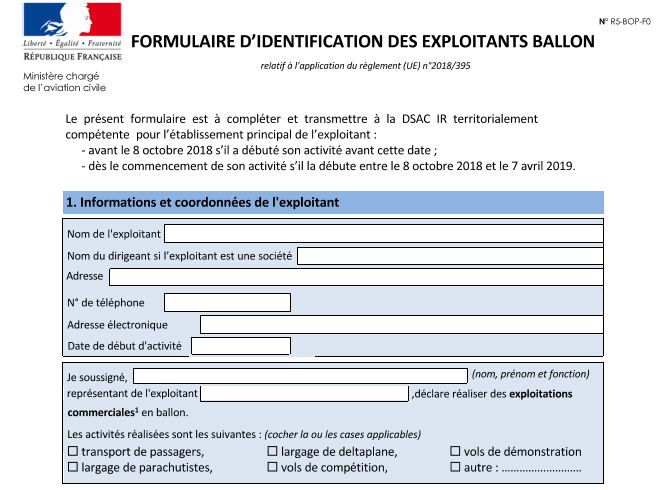 N° R5-BOP-F0
Liberté • Égalité • Fraternité
RÉPUBLIQUE FRANÇAISE
FORMULAIRE D’IDENTIFICATION DES EXPLOITANTS BALLON
relatif à l’application du règlement (UE) n°2018/395
Ministère chargé
de l’aviation civile
Le présent formulaire est à compléter et transmettre à la DSAC IR territorialement
compétente pour l’établissement principal de l’exploitant :
- avant le 8 octobre 2018 s’il a débuté son activité avant cette date ;
- dès le commencement de son activité s’il la débute entre le 8 octobre 2018 et le 7 avril 2019.
1. Informations et coordonnées de l'exploitant
Nom de l'exploitant
Nom du dirigeant si l’exploitant est une société
Adresse
N° de téléphone
Adresse électronique
Date de début d'activité
Je soussigné, (nom, prénom et fonction)
représentant de l'exploitant ,déclare réaliser des exploitations
commerciales¹ en ballon.
Les activités réalisées sont les suivantes : (cocher la ou les cases applicables)
☐ transport de passagers, ☐ largage de deltaplane, ☐ vols de démonstration
☐ largage de parachutistes, ☐ vols de compétition, ☐ autre : ............................